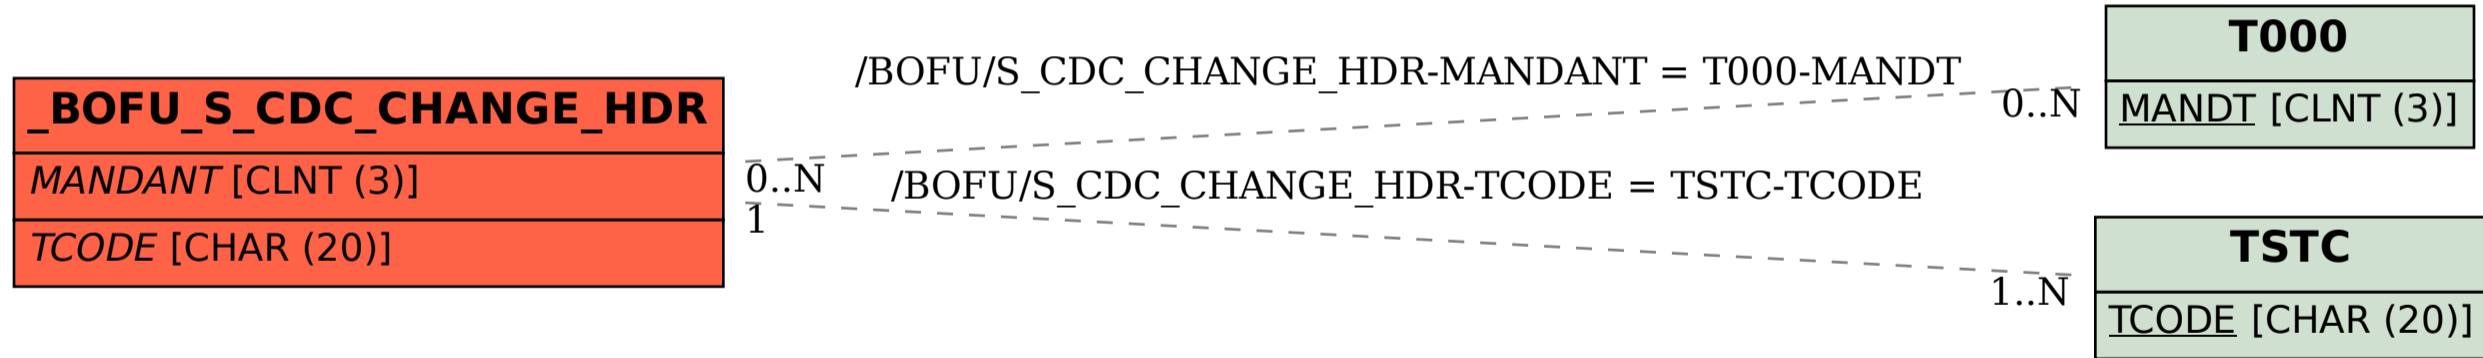 _BOFU_S_CDC_CHANGE_HDR
MANDANT [CLNT (3)]
TCODE [CHAR (20)]
/BOFU/S_CDC_CHANGE_HDR-MANDANT = T000-MANDT
0..N
0..N
/BOFU/S_CDC_CHANGE_HDR-TCODE = TSTC-TCODE
1
1..N
T000
MANDT [CLNT (3)]
TSTC
TCODE [CHAR (20)]